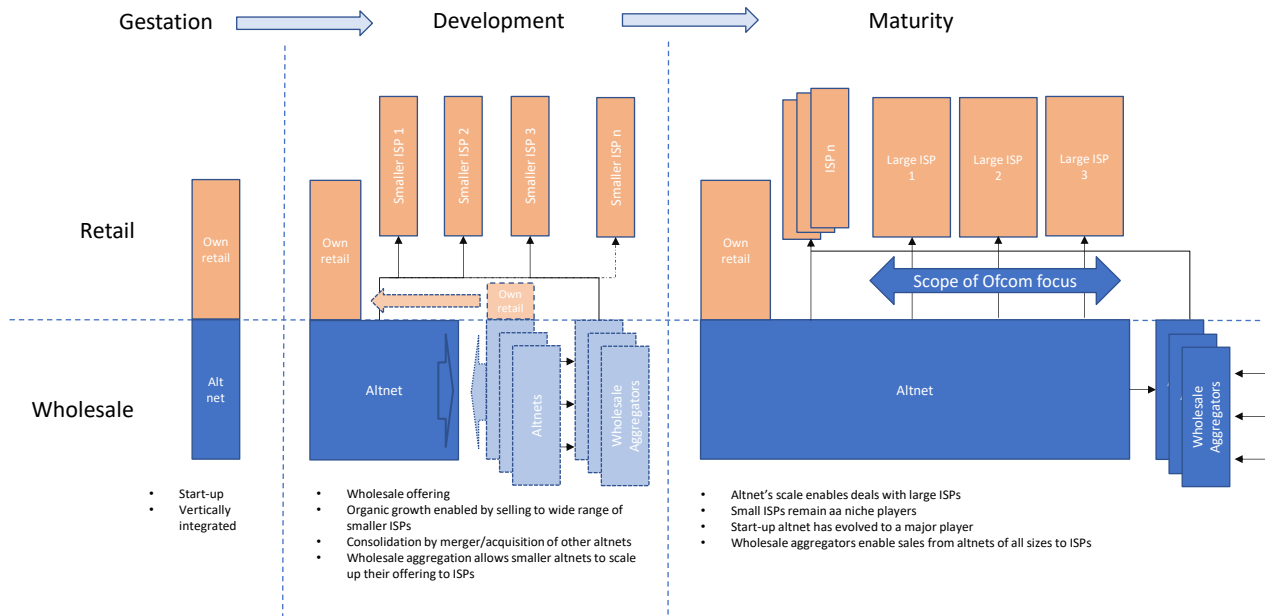 Gestation
Development
Maturity
Retail
Wholesale
Own
retail
Alt
net
Own
retail
Smaller ISP 1
Smaller ISP 2
Smaller ISP 3
Smaller ISP n
Own
retail
Altnet
Altnets
Wholesale
Aggregators
Own
retail
ISP n
Large ISP
1
Large ISP
2
Large ISP
3
Scope of Ofcom focus
Altnet
Wholesale
Aggregators
• Start-up
• Vertically
integrated
• Wholesale offering
• Organic growth enabled by selling to wide range of
smaller ISPs
• Consolidation by merger/acquisition of other altnets
• Wholesale aggregation allows smaller altnets to scale
up their offering to ISPs
• Altnet’s scale enables deals with large ISPs
• Small ISPs remain aa niche players
• Start-up altnet has evolved to a major player
• Wholesale aggregators enable sales from altnets of all sizes to ISPs